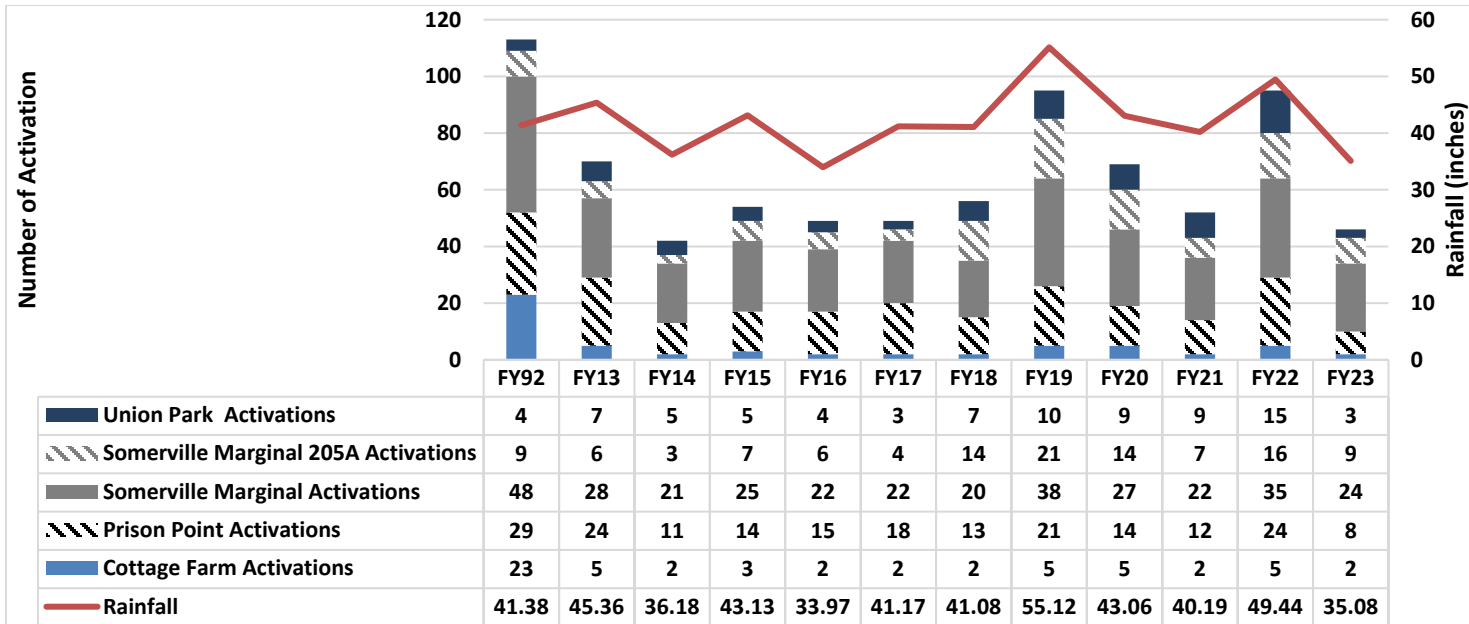 Number of Activation
120
100
80
60
40
20
0
60
50
40
30
20
10
0
Rainfall (inches)
FY92 FY13 FY14 FY15 FY16 FY17 FY18 FY19 FY20 FY21 FY22 FY23
Union Park Activations 4 7 5 5 4 3 7 10 9 9 15 3
Somerville Marginal 205A Activations 9 6 3 7 6 4 14 21 14 7 16 9
Somerville Marginal Activations 48 28 21 25 22 22 20 38 27 22 35 24
Prison Point Activations 29 24 11 14 15 18 13 21 14 12 24 8
Cottage Farm Activations 23 5 2 3 2 2 2 5 5 2 5 2
Rainfall 41.38 45.36 36.18 43.13 33.97 41.17 41.08 55.12 43.06 40.19 49.44 35.08